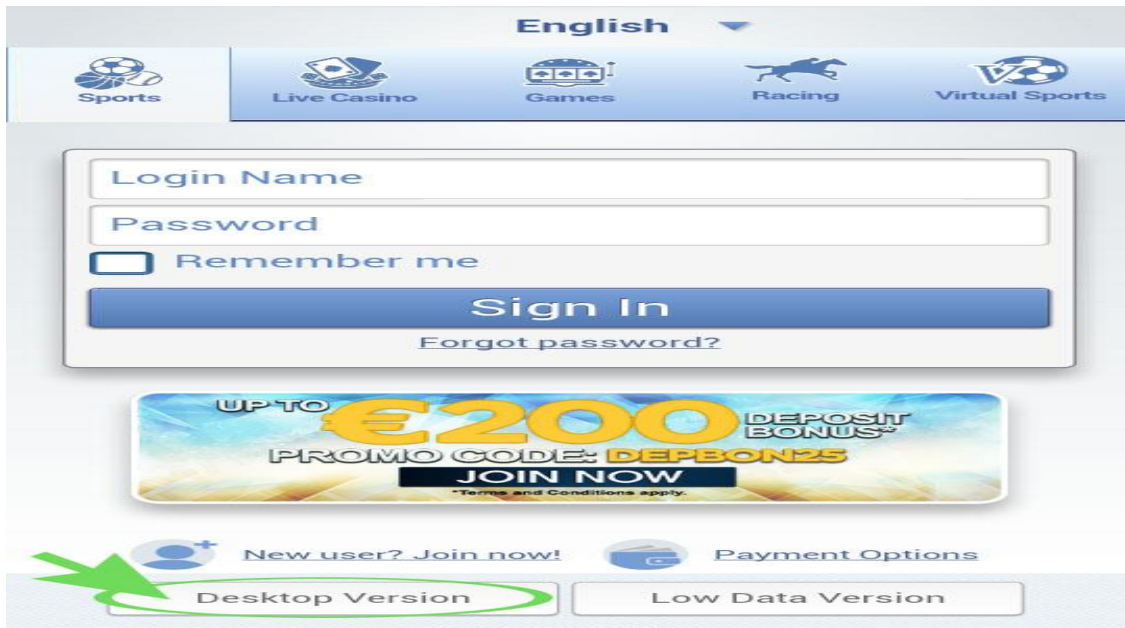 English
Sports Live Casino Games Racing Virtual Sports
Login Name
Password
Remember me
Sign In
Forgot password?
UP TO €200 DEPOSIT BONUS*
PROMO CODE: DEPBON25
JOIN NOW
*Terms and Conditions apply.
New user? Join now! Payment Options
Desktop Version Low Data Version